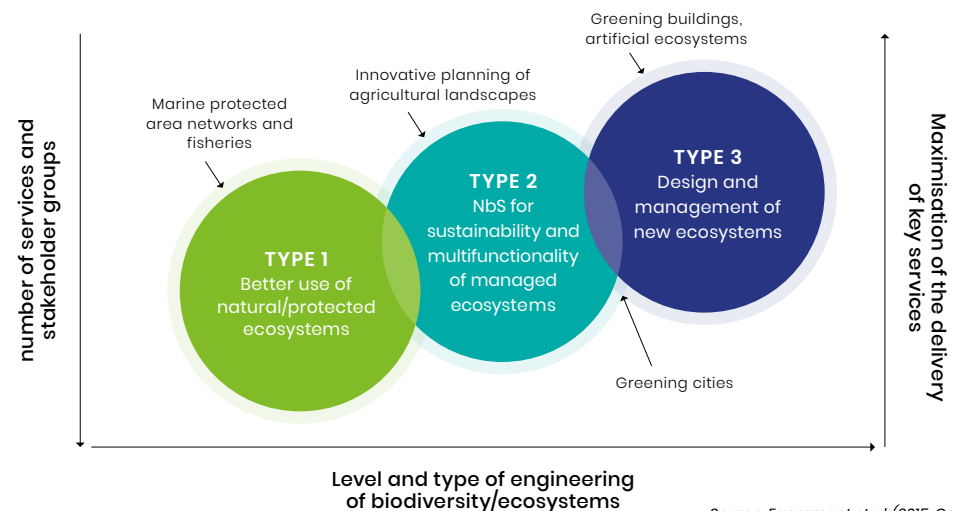 Greening buildings,
artificial ecosystems
Innovative planning of
agricultural landscapes
Marine protected
area networks and
fisheries
number of services and
stakeholder groups
TYPE 1
Better use of
natural/protected
ecosystems
TYPE 2
NbS for
sustainability and
multifunctionality
of managed
ecosystems
TYPE 3
Design and
management of
new ecosystems
Maximisation of the delivery
of key services
Greening cities
Level and type of engineering
of biodiversity/ecosystems